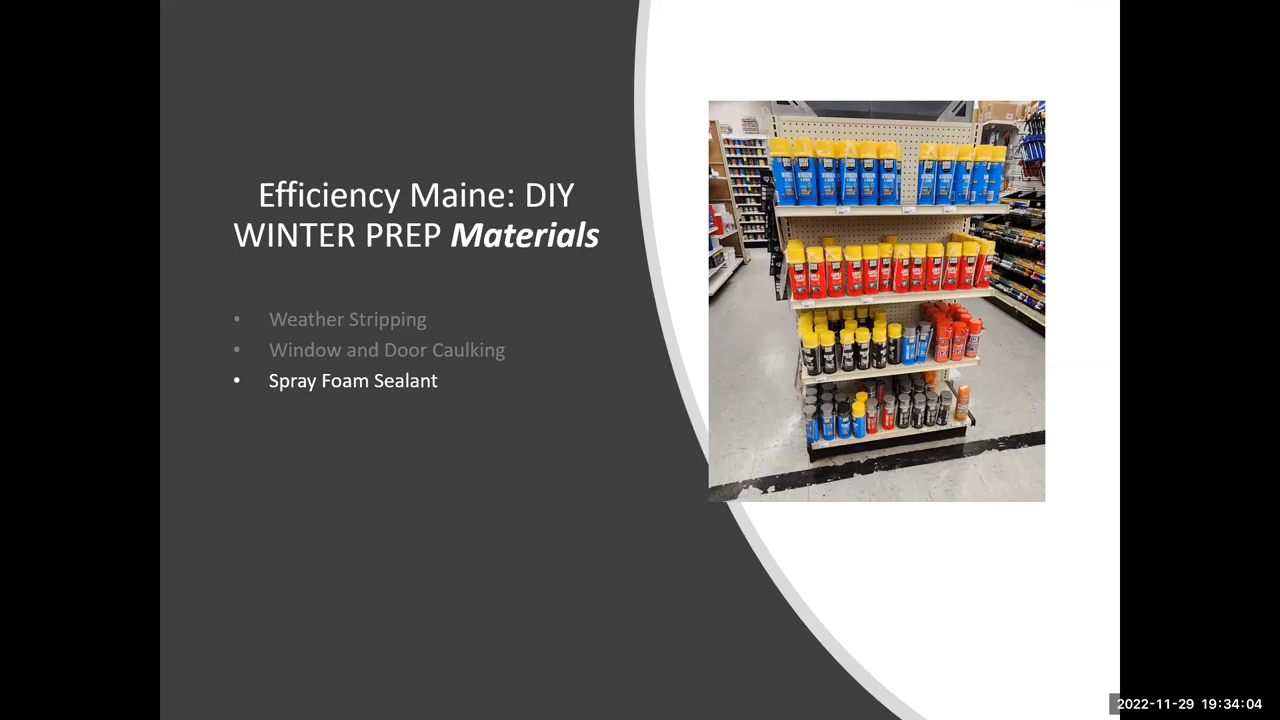 Efficiency Maine: DIY
WINTER PREP Materials
• Weather Stripping
• Window and Door Caulking
• Spray Foam Sealant
2022-11-29 19:34:04